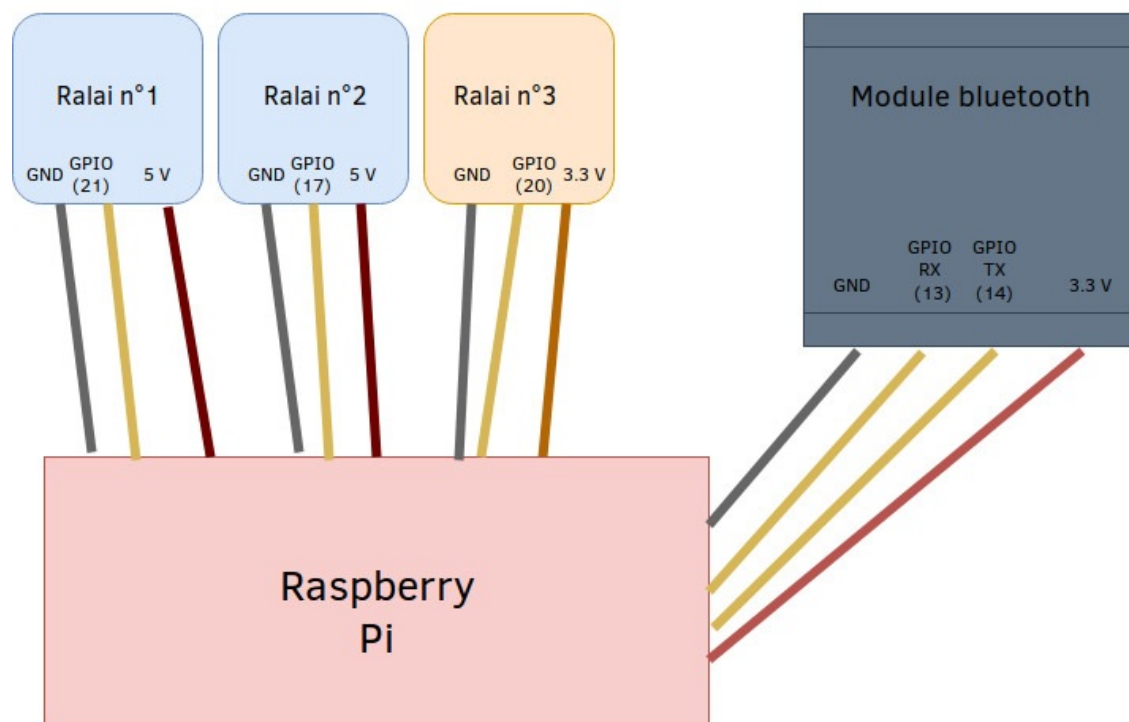 Ralai n°1
GND
GPIO
(21)
5 V
Ralai n°2
GND
GPIO
(17)
5 V
Ralai n°3
GND
GPIO
(20)
3.3 V
Module bluetooth
GND
GPIO
RX
(13)
GPIO
TX
(14)
3.3 V
Raspberry
Pi